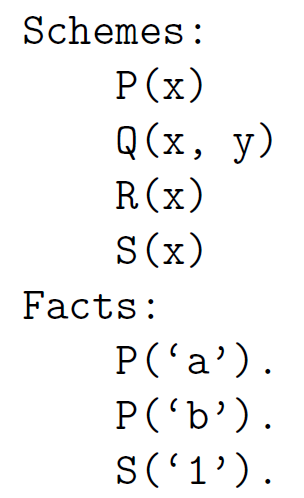 Schemes:
P(x)
Q(x, y)
R(x)
S(x)
Facts:
P(‘a’).
P(‘b’).
S(‘1’).